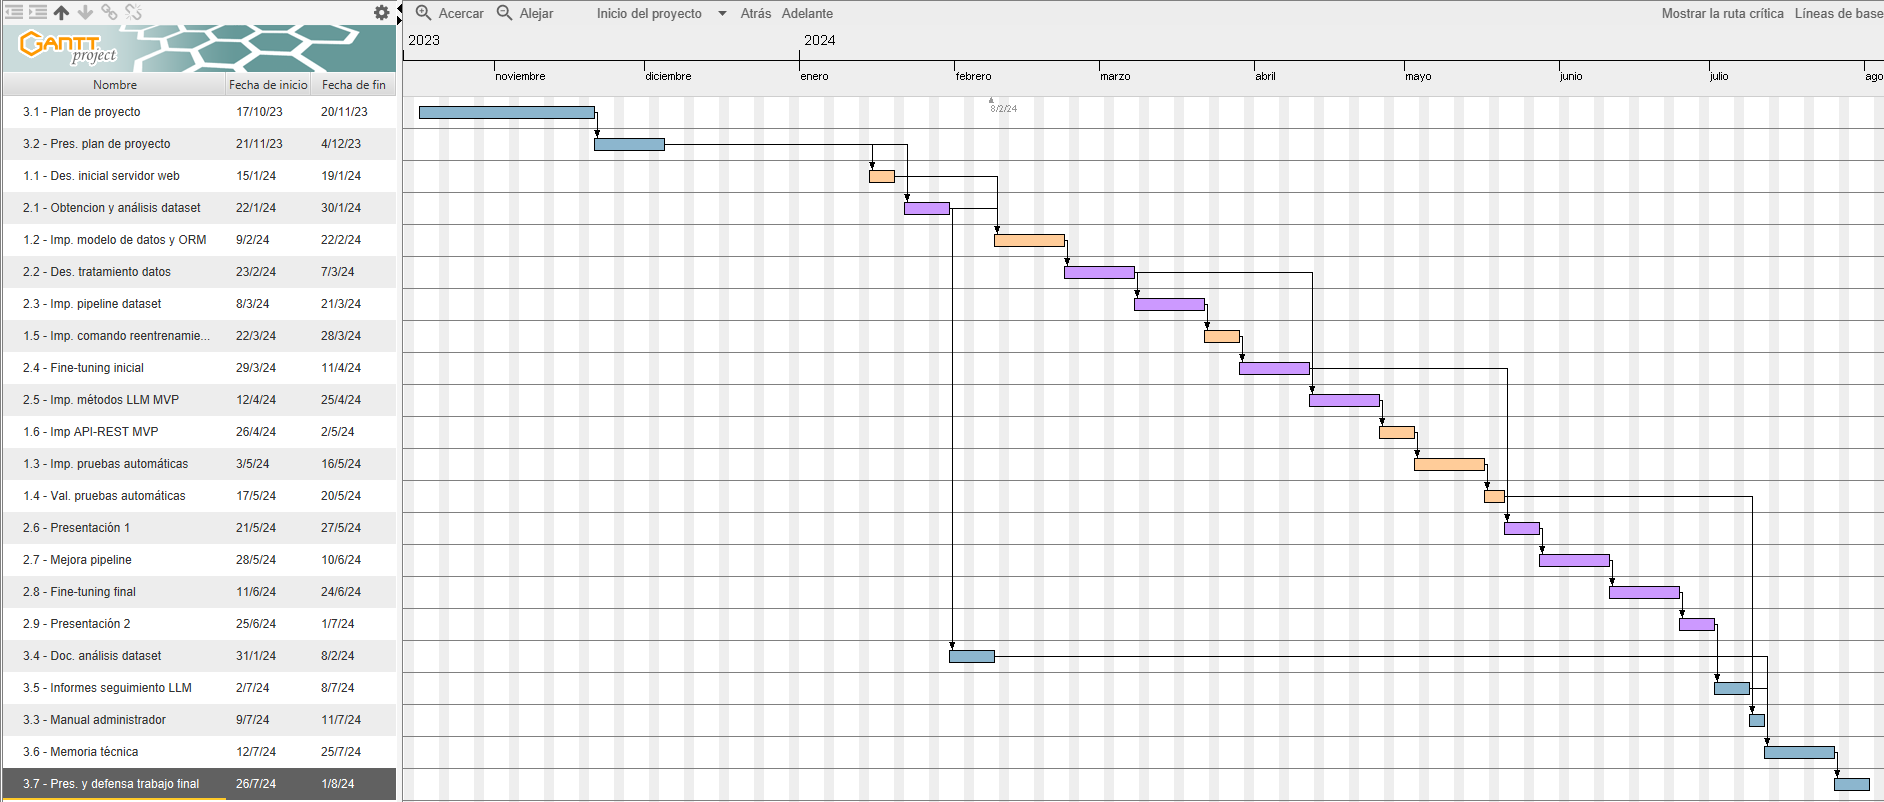 Acercar Alejar Inicio del proyecto Atrás Adelante Mostrar la ruta crítica Líneas de base
GANTT project
2023 2024
Nombre Fecha de inicio Fecha de fin
noviembre diciembre enero febrero marzo abril mayo junio julio ago
8/2/24
3.1 - Plan de proyecto 17/10/23 20/11/23
3.2 - Pres. plan de proyecto 21/11/23 4/12/23
1.1 - Des. inicial servidor web 15/1/24 19/1/24
2.1 - Obtencion y análisis dataset 22/1/24 30/1/24
1.2 - Imp. modelo de datos y ORM 9/2/24 22/2/24
2.2 - Des. tratamiento datos 23/2/24 7/3/24
2.3 - Imp. pipeline dataset 8/3/24 21/3/24
1.5 - Imp. comando reentrenamie... 22/3/24 28/3/24
2.4 - Fine-tuning inicial 29/3/24 11/4/24
2.5 - Imp. métodos LLM MVP 12/4/24 25/4/24
1.6 - Imp API-REST MVP 26/4/24 2/5/24
1.3 - Imp. pruebas automáticas 3/5/24 16/5/24
1.4 - Val. pruebas automáticas 17/5/24 20/5/24
2.6 - Presentación 1 21/5/24 27/5/24
2.7 - Mejora pipeline 28/5/24 10/6/24
2.8 - Fine-tuning final 11/6/24 24/6/24
2.9 - Presentación 2 25/6/24 1/7/24
3.4 - Doc. análisis dataset 31/1/24 8/2/24
3.5 - Informes seguimiento LLM 2/7/24 8/7/24
3.3 - Manual administrador 9/7/24 11/7/24
3.6 - Memoria técnica 12/7/24 25/7/24
3.7 - Pres. y defensa trabajo final 26/7/24 1/8/24